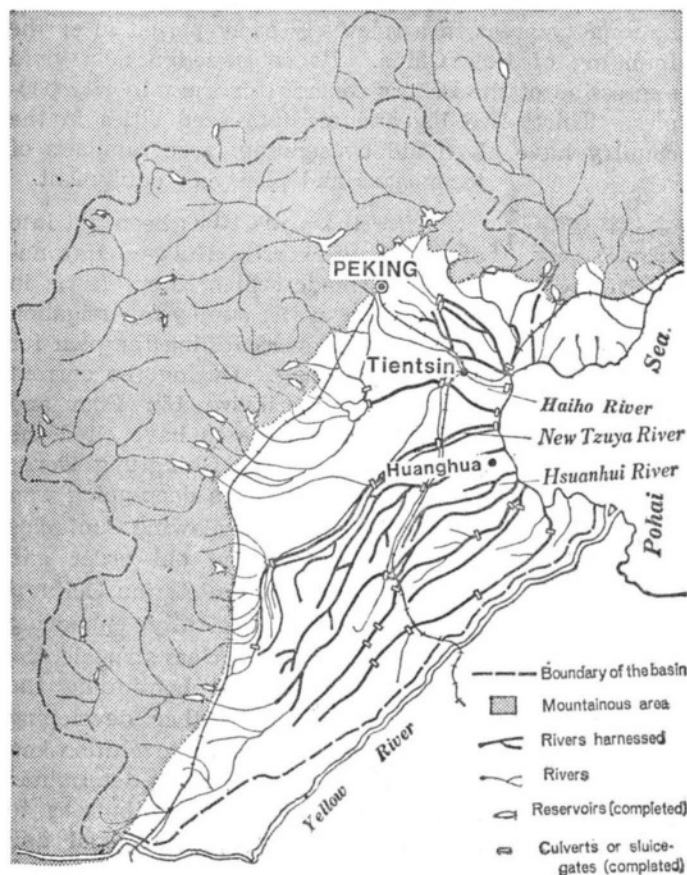 PEKING
Tientsin
Sea
Haiho River
New Tzuya River
Huanghua
Hsuanhui River
Pohai
Boundary of the basin
Mountainous area
Rivers harnessed
Yellow River
Rivers
Reservoirs (completed)
Culverts or sluice-
gates (completed)